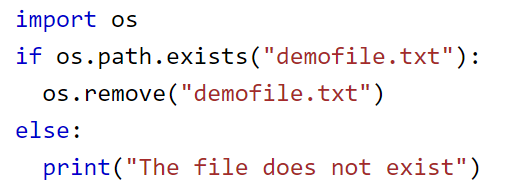 import os
if os.path.exists("demofile.txt"):
  os.remove("demofile.txt")
else:
  print("The file does not exist")